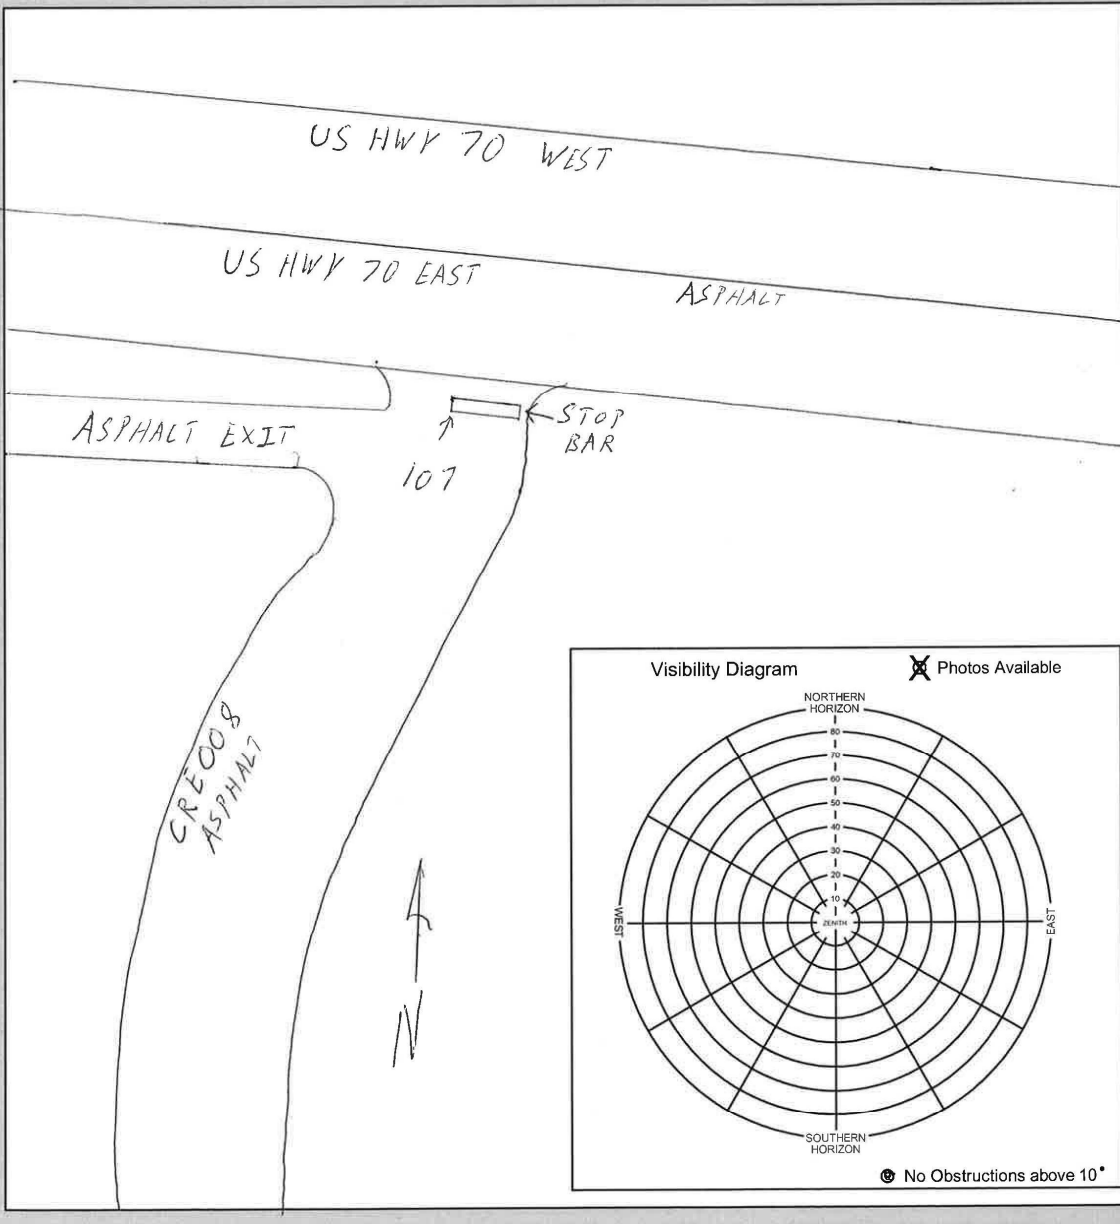 US HWY 70 WEST
US HWY 70 EAST
ASPHALT
ASPHALT EXIT
STOP
BAR
107
CRE008
ASPHALT
N
Visibility Diagram
Photos Available
NORTHERN
HORIZON
80
70
60
50
40
30
20
10
ZENITH
WEST
EAST
SOUTHERN
HORIZON
No Obstructions above 10°